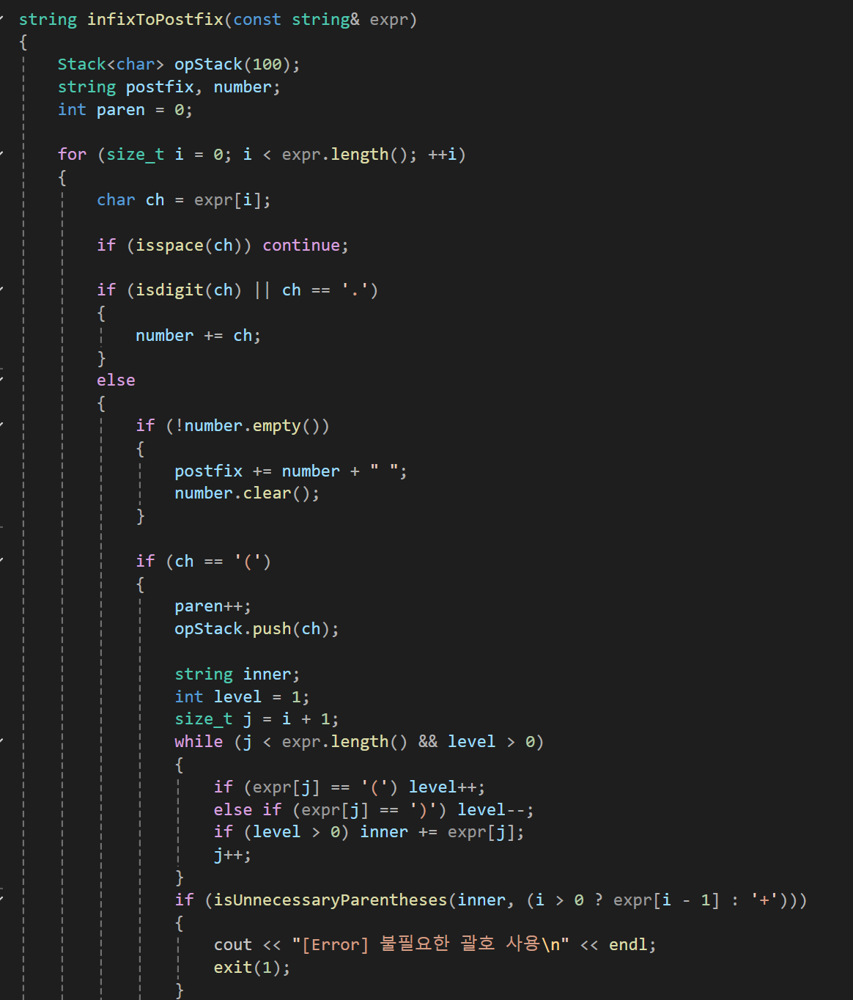 string infixToPostfix(const string& expr)
{
    Stack<char> opStack(100);
    string postfix, number;
    int paren = 0;

    for (size_t i = 0; i < expr.length(); ++i)
    {
        char ch = expr[i];

        if (isspace(ch)) continue;

        if (isdigit(ch) || ch == '.')
        {
            number += ch;
        }
        else
        {
            if (!number.empty())
            {
                postfix += number + " ";
                number.clear();
            }

            if (ch == '(')
            {
                paren++;
                opStack.push(ch);

                string inner;
                int level = 1;
                size_t j = i + 1;
                while (j < expr.length() && level > 0)
                {
                    if (expr[j] == '(') level++;
                    else if (expr[j] == ')') level--;
                    if (level > 0) inner += expr[j];
                    j++;
                }
                if (isUnnecessaryParentheses(inner, (i > 0 ? expr[i - 1] : '+')))
                {
                    cout << "[Error] 불필요한 괄호 사용\n" << endl;
                    exit(1);
                }